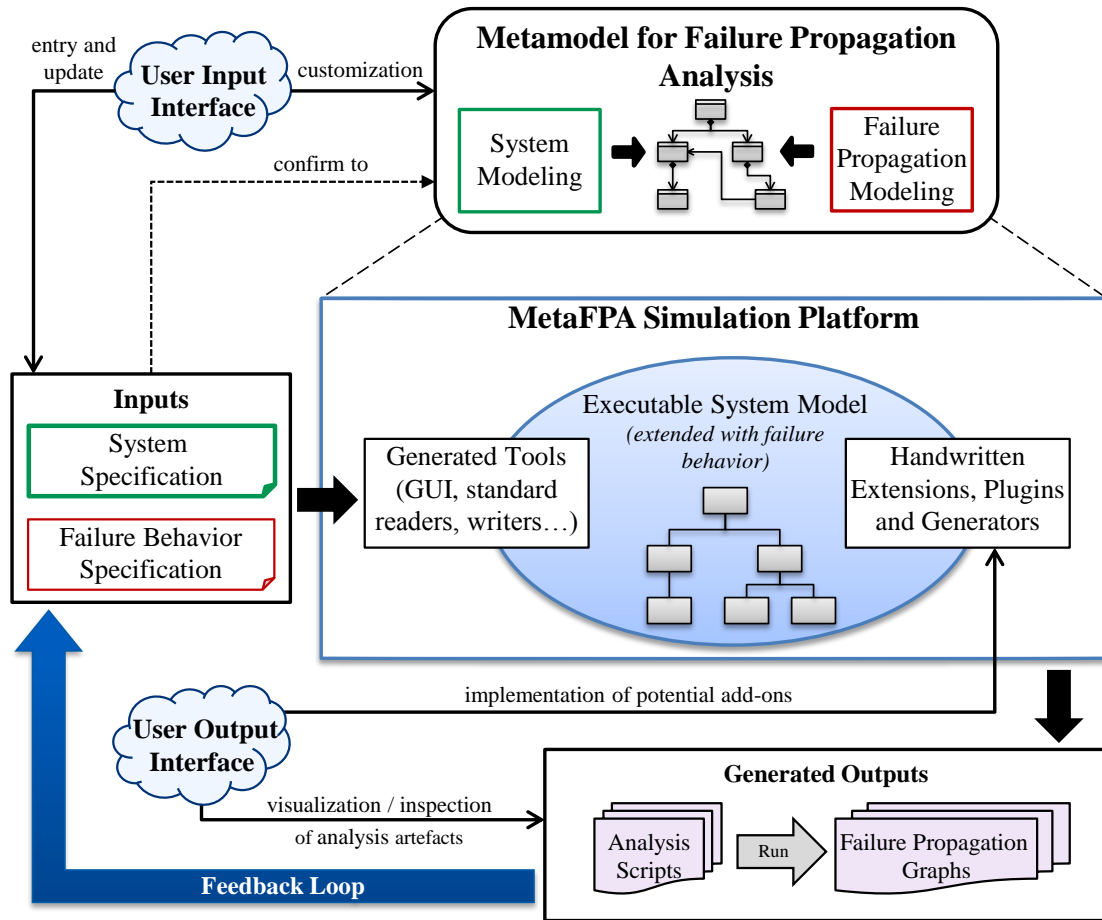 entry and
update
User Input
Interface
customization
confirm to
Metamodel for Failure Propagation
Analysis
System
Modeling
Failure
Propagation
Modeling
MetaFPA Simulation Platform
Inputs
System
Specification
Failure Behavior
Specification
Executable System Model
(extended with failure
behavior)
Generated Tools
(GUI, standard
readers, writers…)
Handwritten
Extensions, Plugins
and Generators
implementation of potential add-ons
User Output
Interface
visualization / inspection
of analysis artefacts
Generated Outputs
Analysis
Scripts
Run
Failure Propagation
Graphs
Feedback Loop